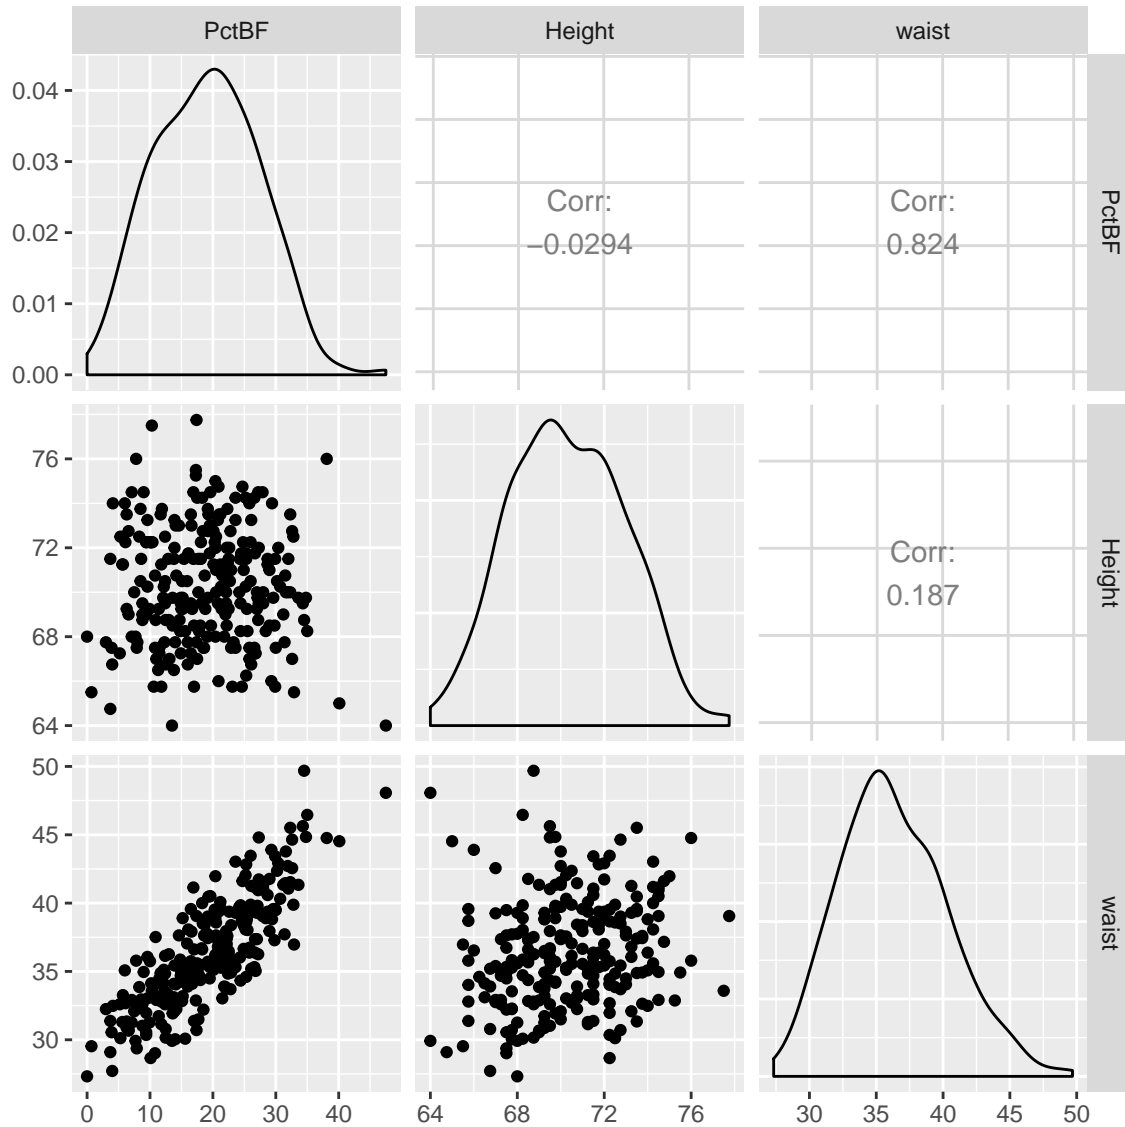 PctBF Height waist
0.04
0.03
0.02
0.01
0.00
Corr:
−0.0294
Corr:
0.824
PctBF
76
72
68
64
Corr:
0.187
Height
50
45
40
35
30
waist
0 10 20 30 40 64 68 72 76 30 35 40 45 50